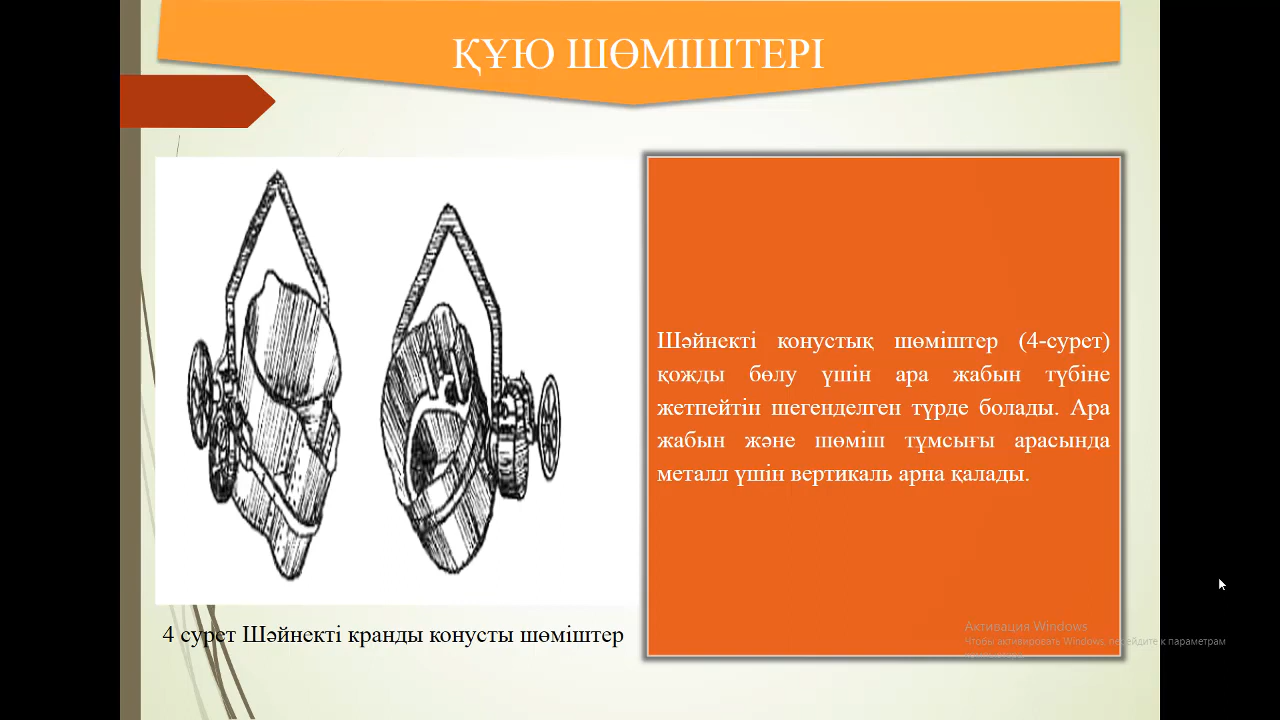 ҚҰЮ ШӨМІШТЕРІ
Шәйнекті конустық шөміштер (4-сурет)
қожды бөлу үшін ара жабын түбіне
жетпейтін шегенделген түрде болады. Ара
жабын және шөміш тұмсығы арасында
металл үшін вертикаль арна қалады.
4 сурет Шәйнекті қранды конусты шөміштер
Активация Windows
Чтобы активировать Windows, перейдите к параметрам